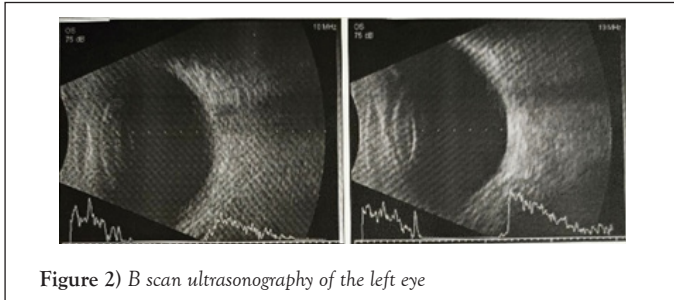 OS
75 dB
10 MHz
OS
75 dB
10 MHz
Figure 2) B scan ultrasonography of the left eye